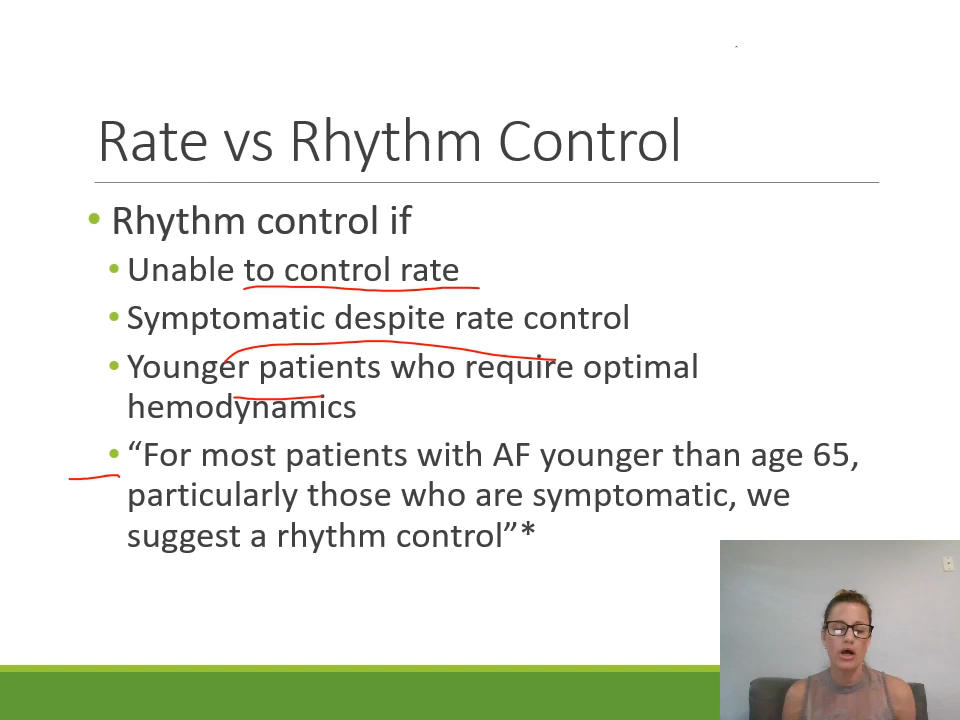 Rate vs Rhythm Control
• Rhythm control if
• Unable to control rate
• Symptomatic despite rate control
• Younger patients who require optimal
hemodynamics
• “For most patients with AF younger than age 65,
particularly those who are symptomatic, we
suggest a rhythm control”*